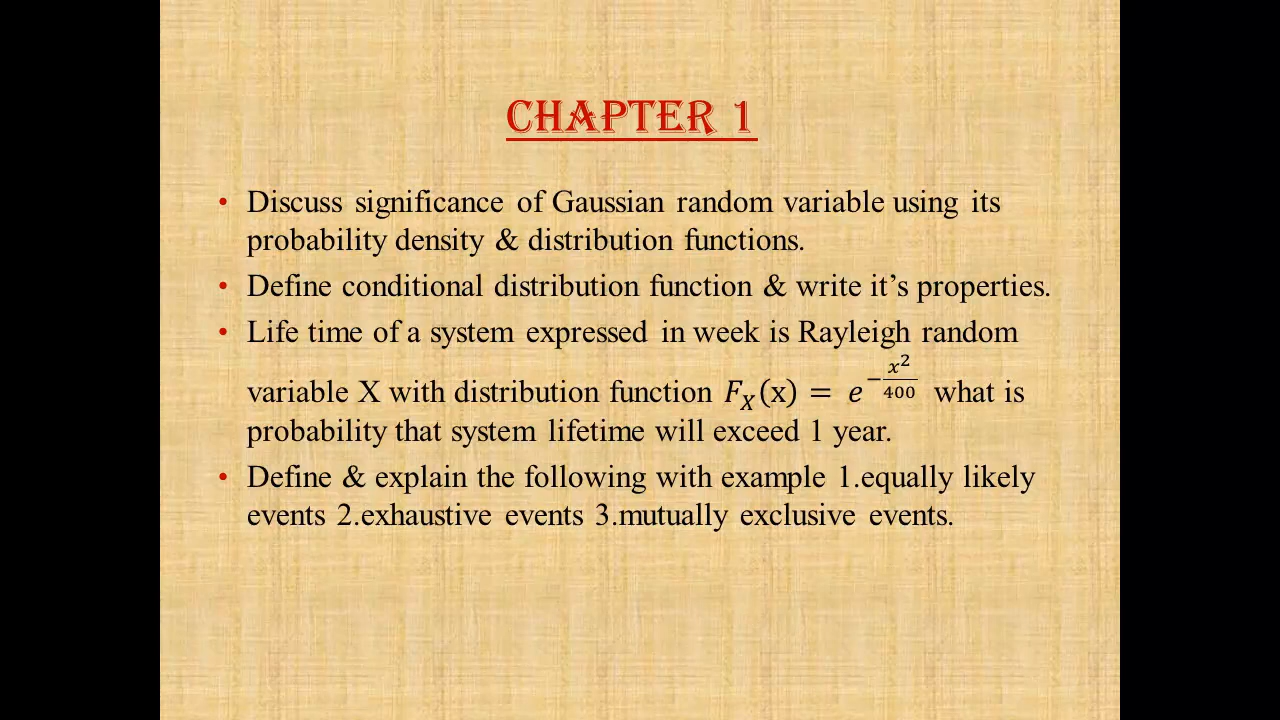 CHAPTER 1
• Discuss significance of Gaussian random variable using its
probability density & distribution functions.
• Define conditional distribution function & write it’s properties.
• Life time of a system expressed in week is Rayleigh random
variable X with distribution function F_X(x) = e^{-x^2/400} what is
probability that system lifetime will exceed 1 year.
• Define & explain the following with example 1.equally likely
events 2.exhaustive events 3.mutually exclusive events.